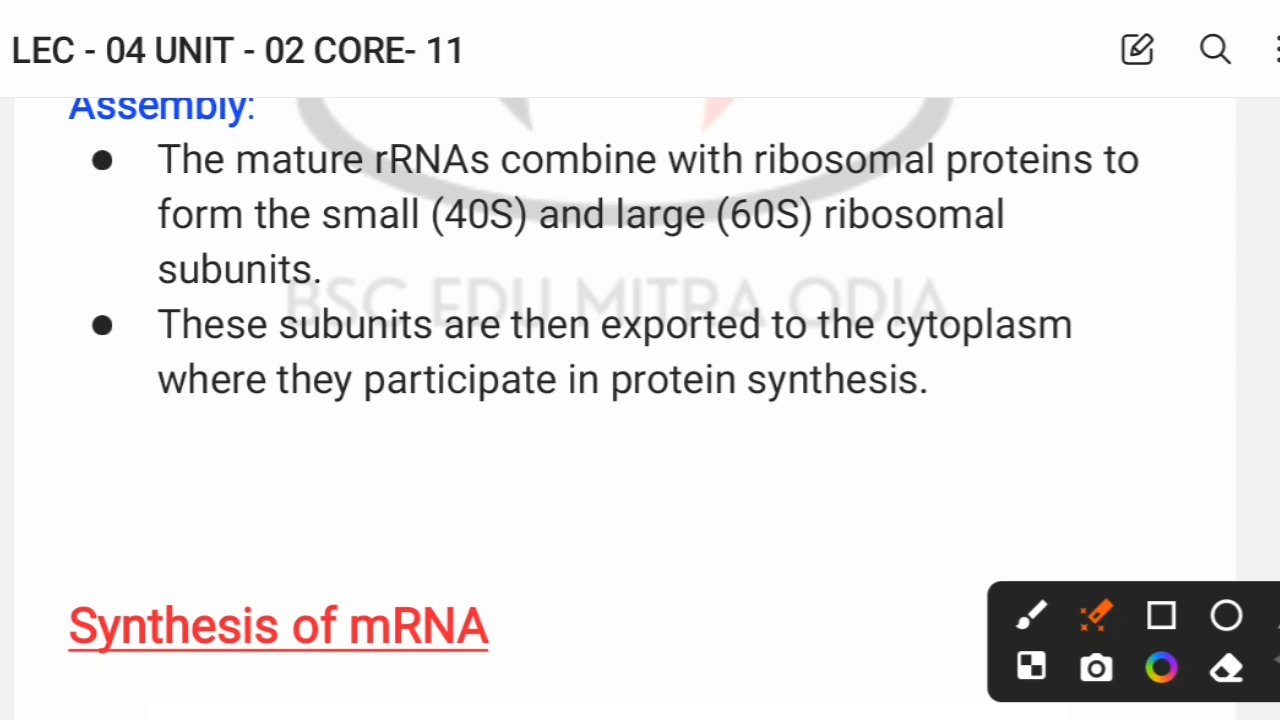 LEC - 04 UNIT - 02 CORE- 11
Assembly:
The mature rRNAs combine with ribosomal proteins to
form the small (40S) and large (60S) ribosomal
subunits.
BSC EDU MITRA ODIA
These subunits are then exported to the cytoplasm
where they participate in protein synthesis.
Synthesis of mRNA